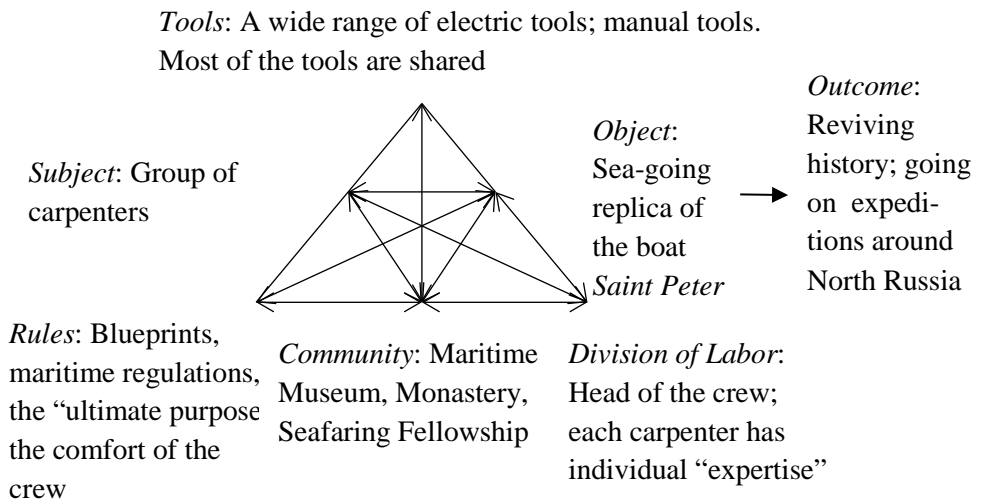 Tools: A wide range of electric tools; manual tools.
Most of the tools are shared
Outcome:
Reviving
history; going
on expedi-
tions around
North Russia
Object:
Sea-going
replica of
the boat
Saint Peter
Subject: Group of
carpenters
Rules: Blueprints,
maritime regulations,
the “ultimate purpose
the comfort of the
crew
Community: Maritime
Museum, Monastery,
Seafaring Fellowship
Division of Labor:
Head of the crew;
each carpenter has
individual “expertise”